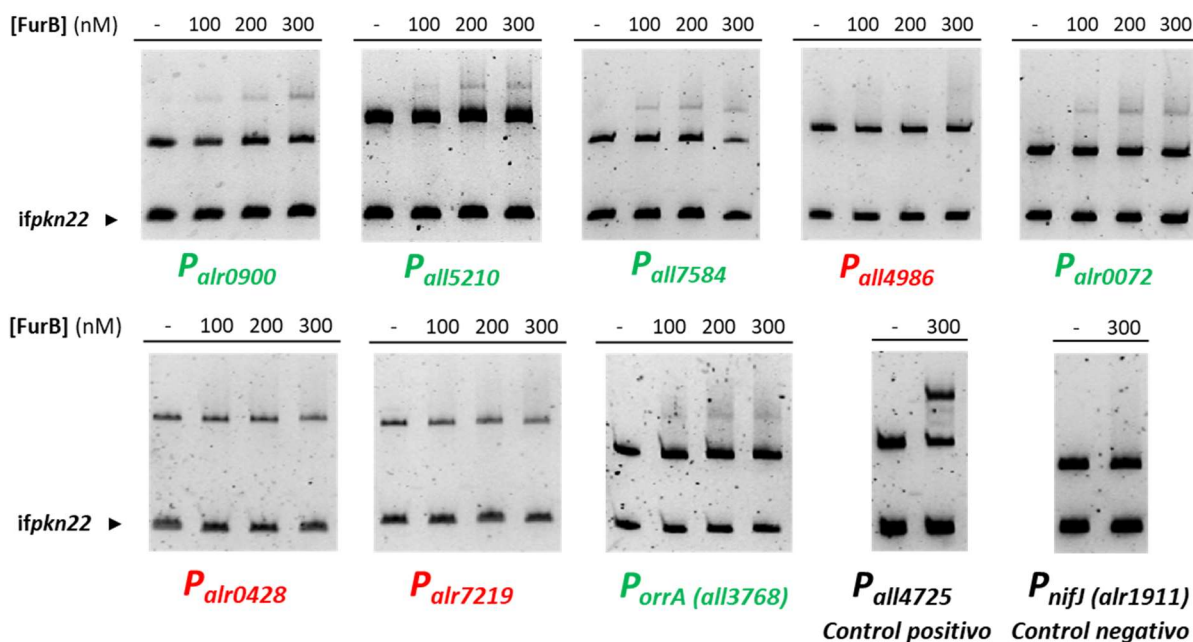 [FurB] (nM) - 100 200 300 - 100 200 300 - 100 200 300 - 100 200 300 - 100 200 300
ifpkn22 ►
Palr0900 Pall5210 Pall7584 Pall4986 Palr0072
[FurB] (nM) - 100 200 300 - 100 200 300 - 100 200 300 - 300 - 300
ifpkn22 ►
Palr0428 Palr7219 PorrA (all3768) Pall4725 PnifJ (alr1911)
Control positivo Control negativo